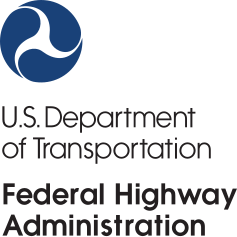 U.S. Department
of Transportation
Federal Highway
Administration